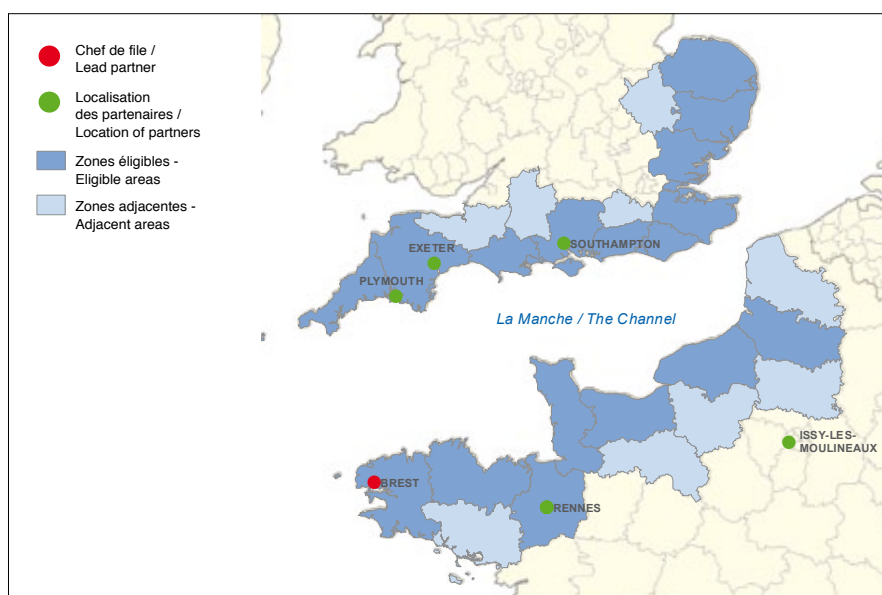 Chef de file /
Lead partner
Localisation
des partenaires /
Location of partners
Zones éligibles -
Eligible areas
Zones adjacentes -
Adjacent areas
EXETER
SOUTHAMPTON
PLYMOUTH
La Manche / The Channel
ISSY-LES-
MOULINEAUX
BREST
RENNES